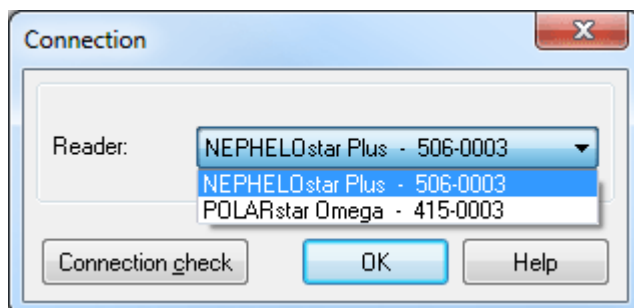 Connection
Reader:
NEPHELOstar Plus - 506-0003
NEPHELOstar Plus - 506-0003
POLARstar Omega - 415-0003
Connection check
OK
Help